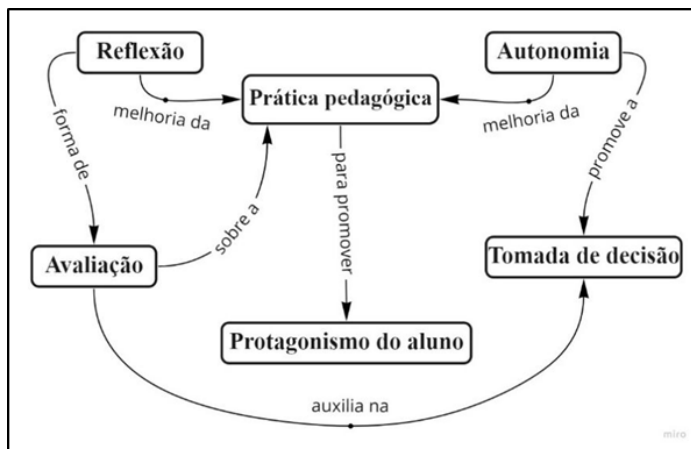 Reflexão
Autonomia
Prática pedagógica
melhoria da
melhoria da
forma de
promove a
sobre a
para promover
Avaliação
Tomada de decisão
Protagonismo do aluno
auxilia na
miro